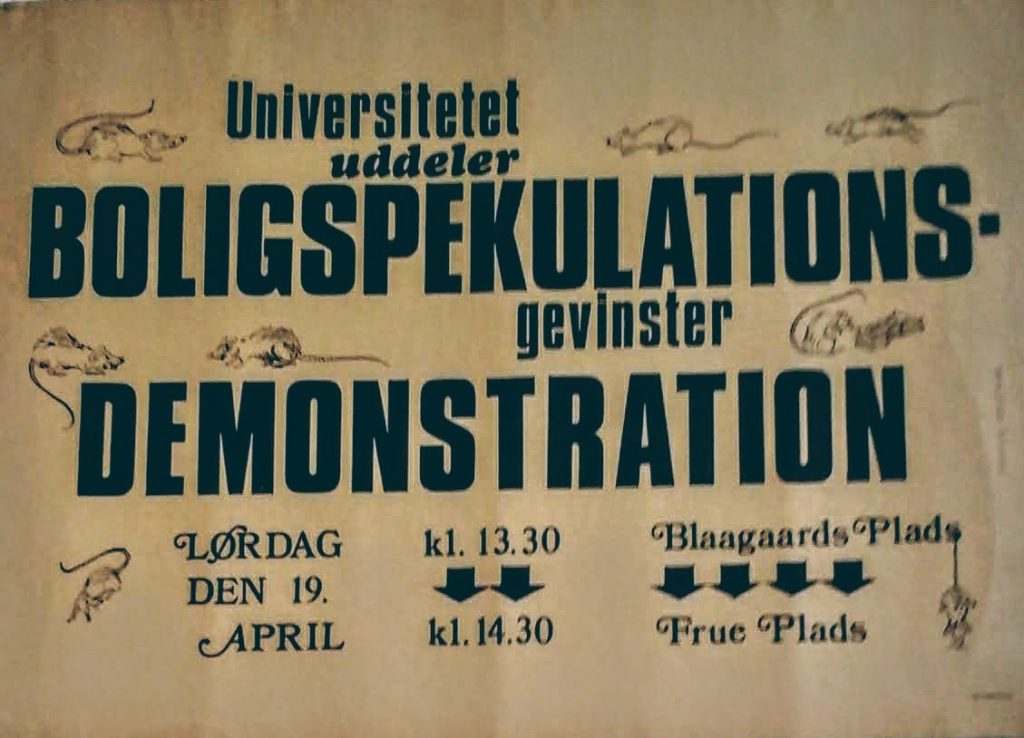 Universitetet
uddeler
BOLIGSPEKULATIONS-
gevinster
DEMONSTRATION
LØRDAG kl. 13.30 Blaagaards Plads
DEN 19.
APRIL kl. 14.30 Frue Plads